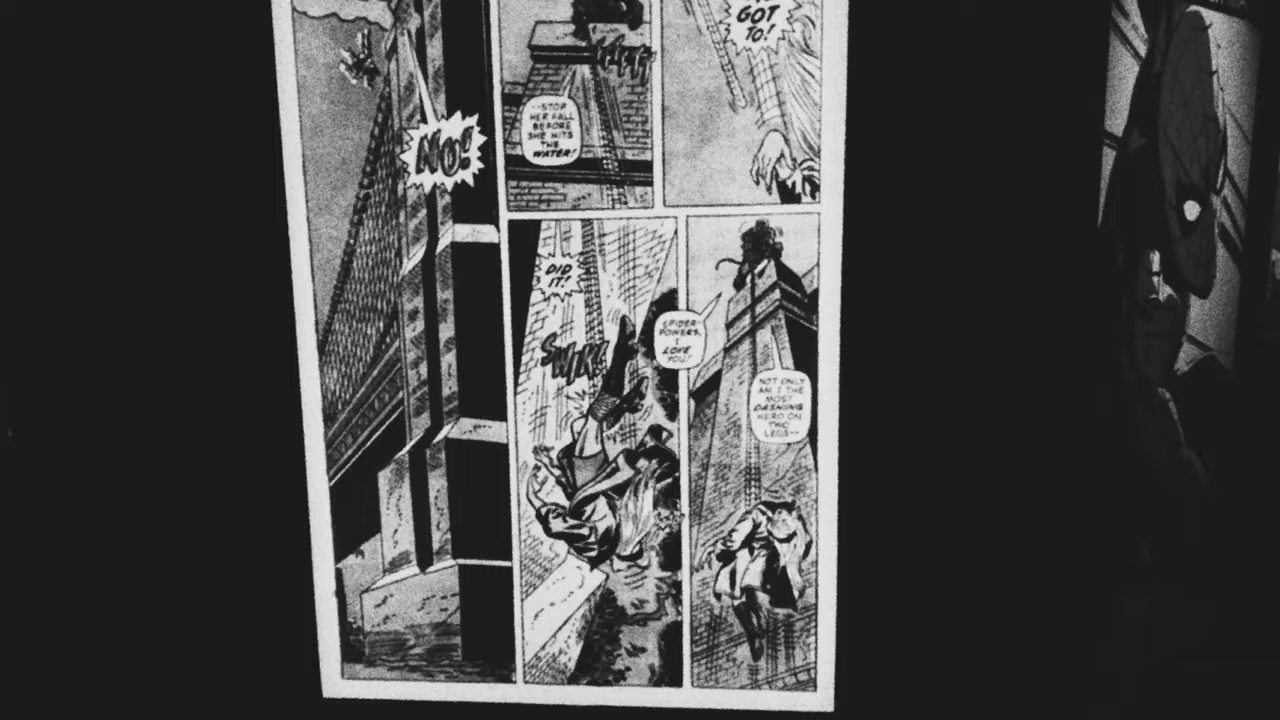 NO!
--STOP
HER FALL
BEFORE
SHE HITS
THE
WATER!
GOT
TO!
DID
IT!
SWIK!
SPIDER-
POWERS,
I
LOVE
YOU!
NOT ONLY
AM I THE
MOST
DASHING
HERO ON
TWO
LEGS--